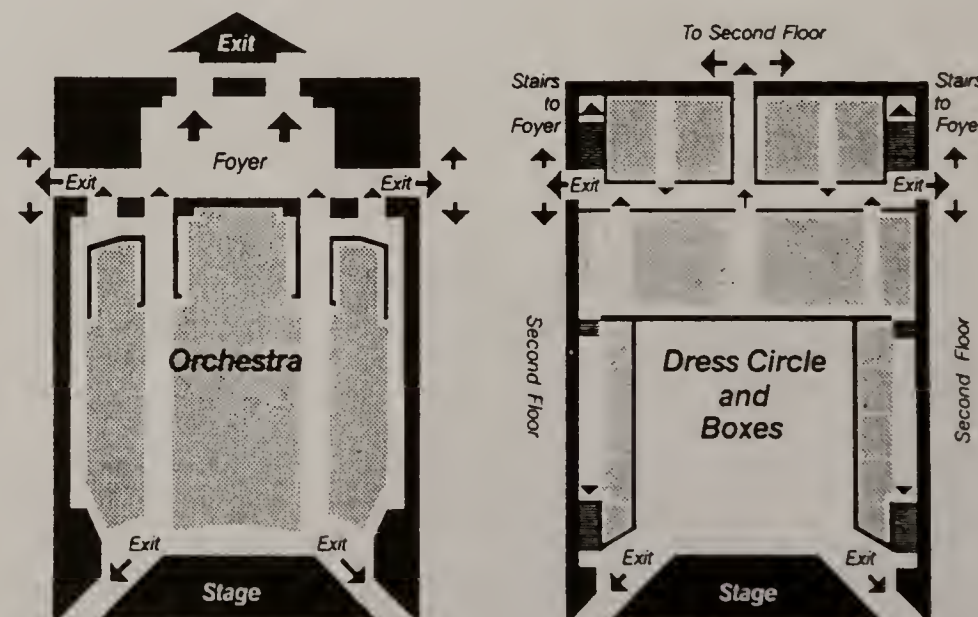 Exit
Foyer
Exit
Exit
Orchestra
Exit
Exit
Stage
To Second Floor
Stairs
to
Foyer
Stairs
to
Foye
Exit
Exit
Second Floor
Second Floor
Dress Circle
and
Boxes
Exit
Exit
Stage